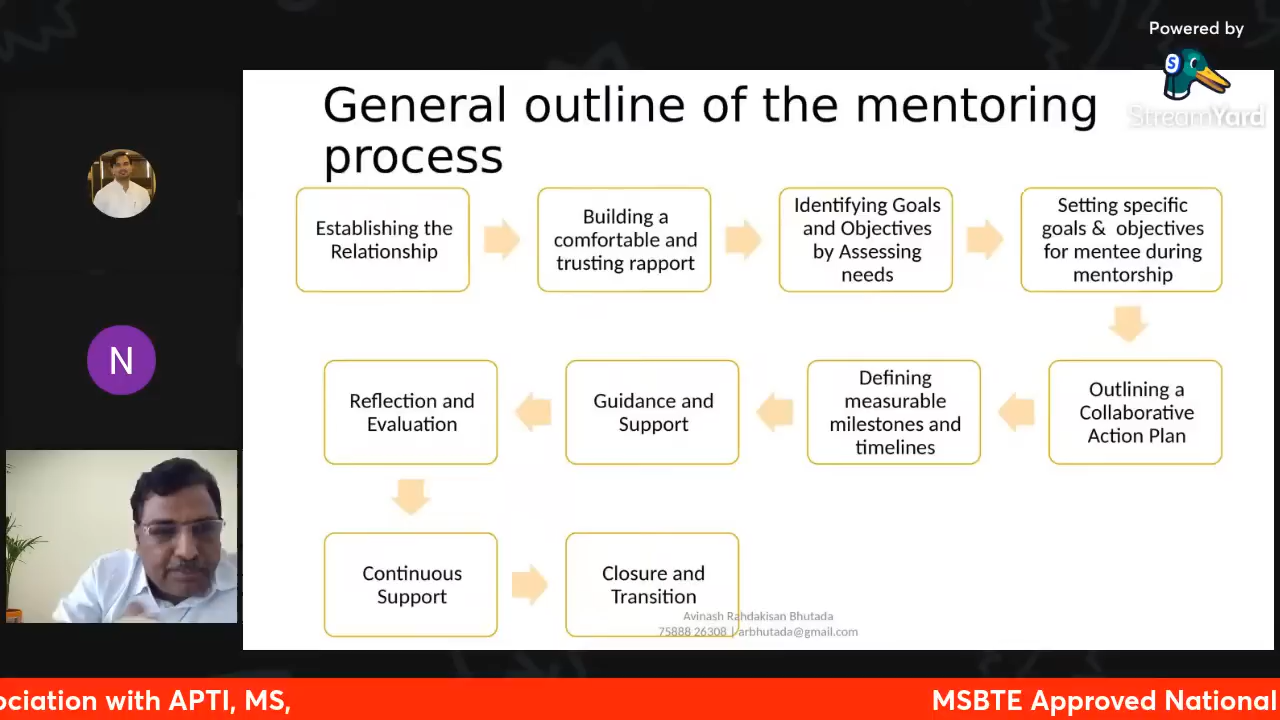 Powered by
StreamYard
General outline of the mentoring
process
Establishing the
Relationship
Building a
comfortable and
trusting rapport
Identifying Goals
and Objectives
by Assessing
needs
Setting specific
goals & objectives
for mentee during
mentorship
Outlining a
Collaborative
Action Plan
Defining
measurable
milestones and
timelines
Guidance and
Support
Reflection and
Evaluation
Continuous
Support
Closure and
Transition
Avinash Rahdakisan Bhutada
75888 26308 | arbhutada@gmail.com
N
ociation with APTI, MS,
MSBTE Approved National